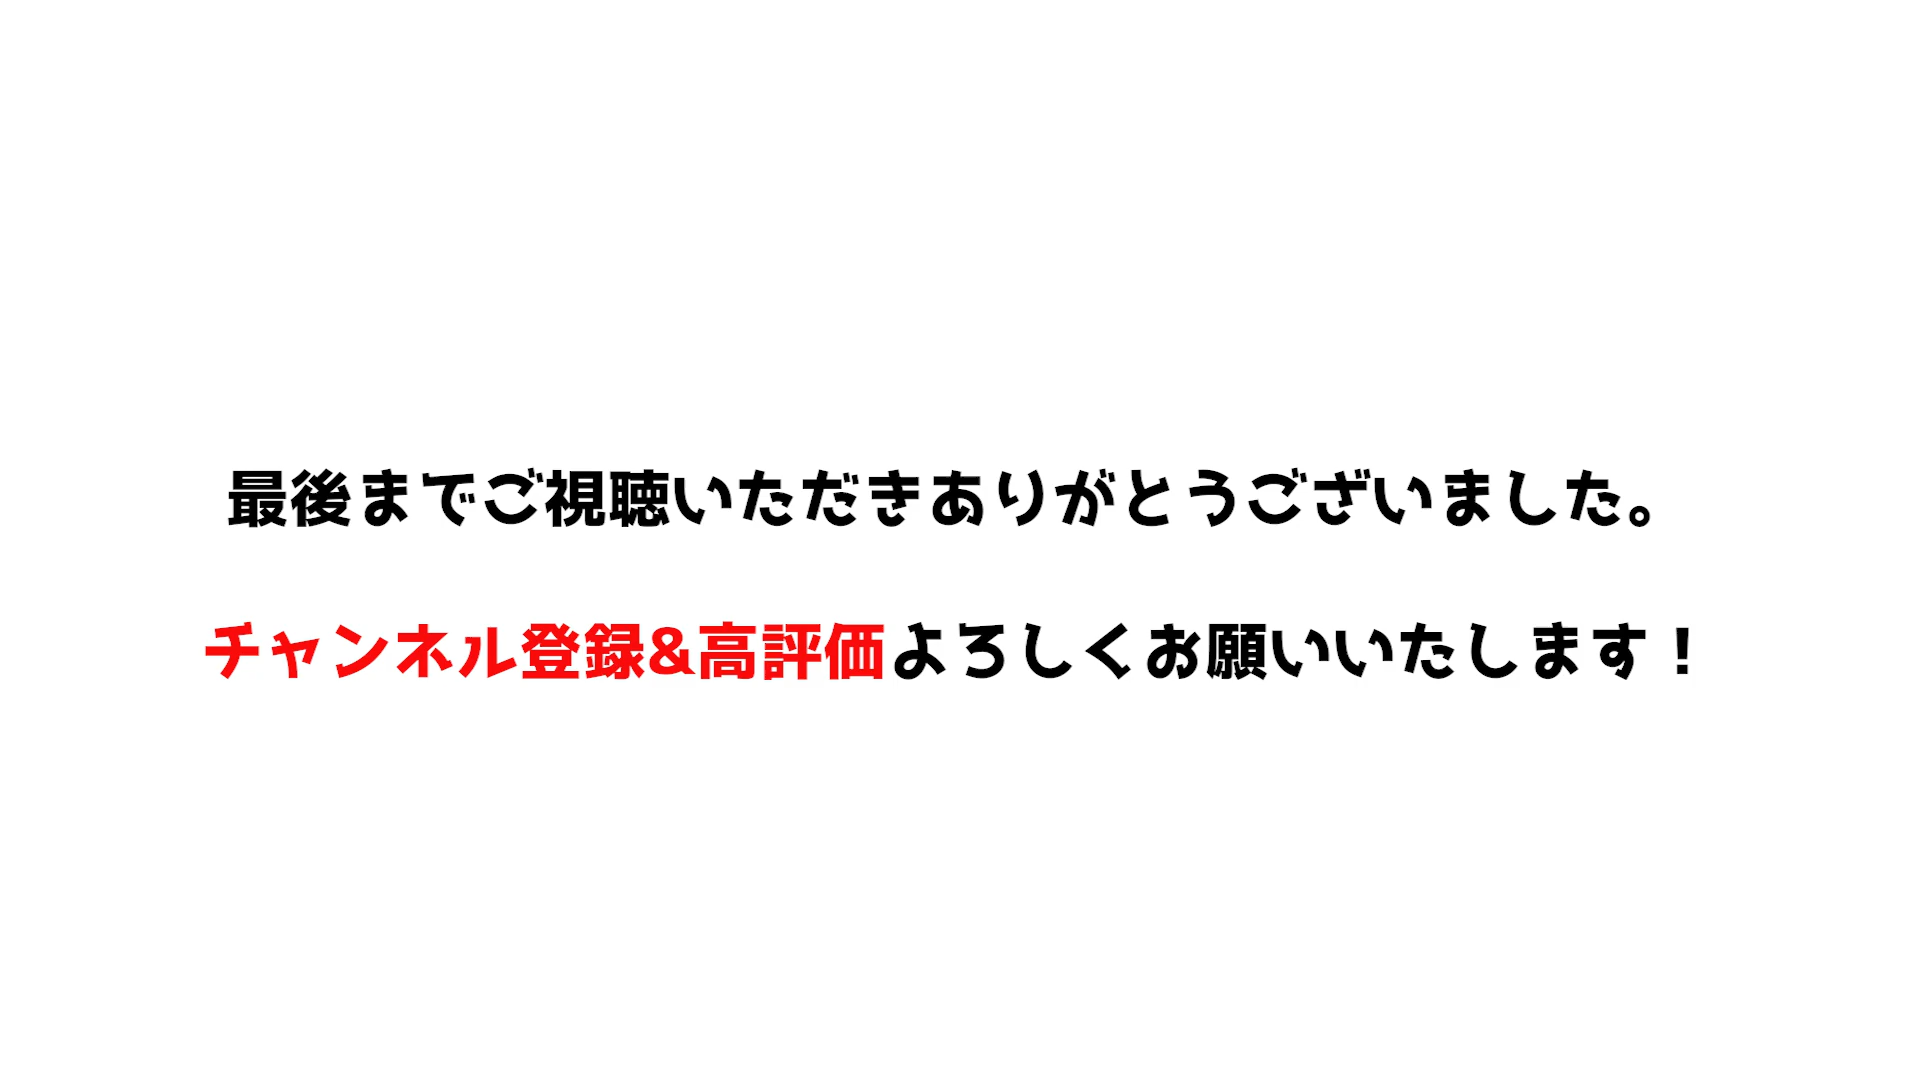 最後までご視聴いただきありがとうございました。
チャンネル登録&高評価よろしくお願いいたします！